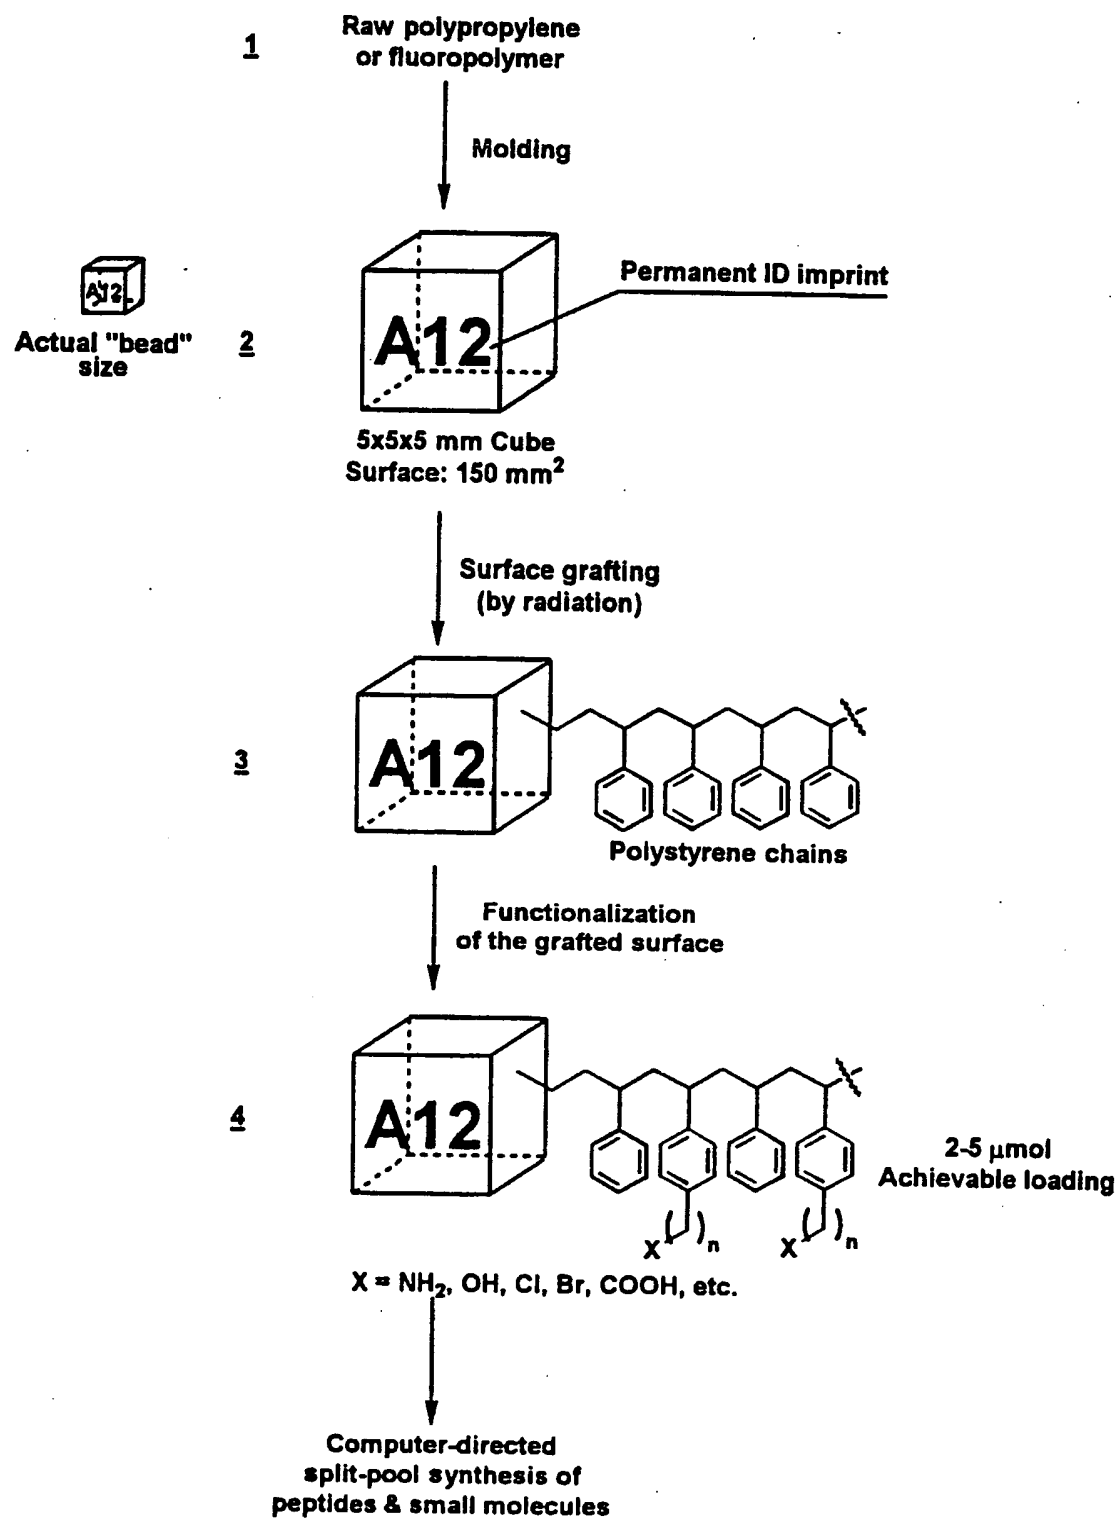 1
Raw polypropylene
or fluoropolymer
Molding
Permanent ID imprint
A12
Actual "bead"
size
2
A12
5x5x5 mm Cube
Surface: 150 mm²
Surface grafting
(by radiation)
3
A12
Polystyrene chains
Functionalization
of the grafted surface
4
A12
2-5 μmol
Achievable loading
X ( )n
X ( )n
X = NH₂, OH, Cl, Br, COOH, etc.
Computer-directed
split-pool synthesis of
peptides & small molecules